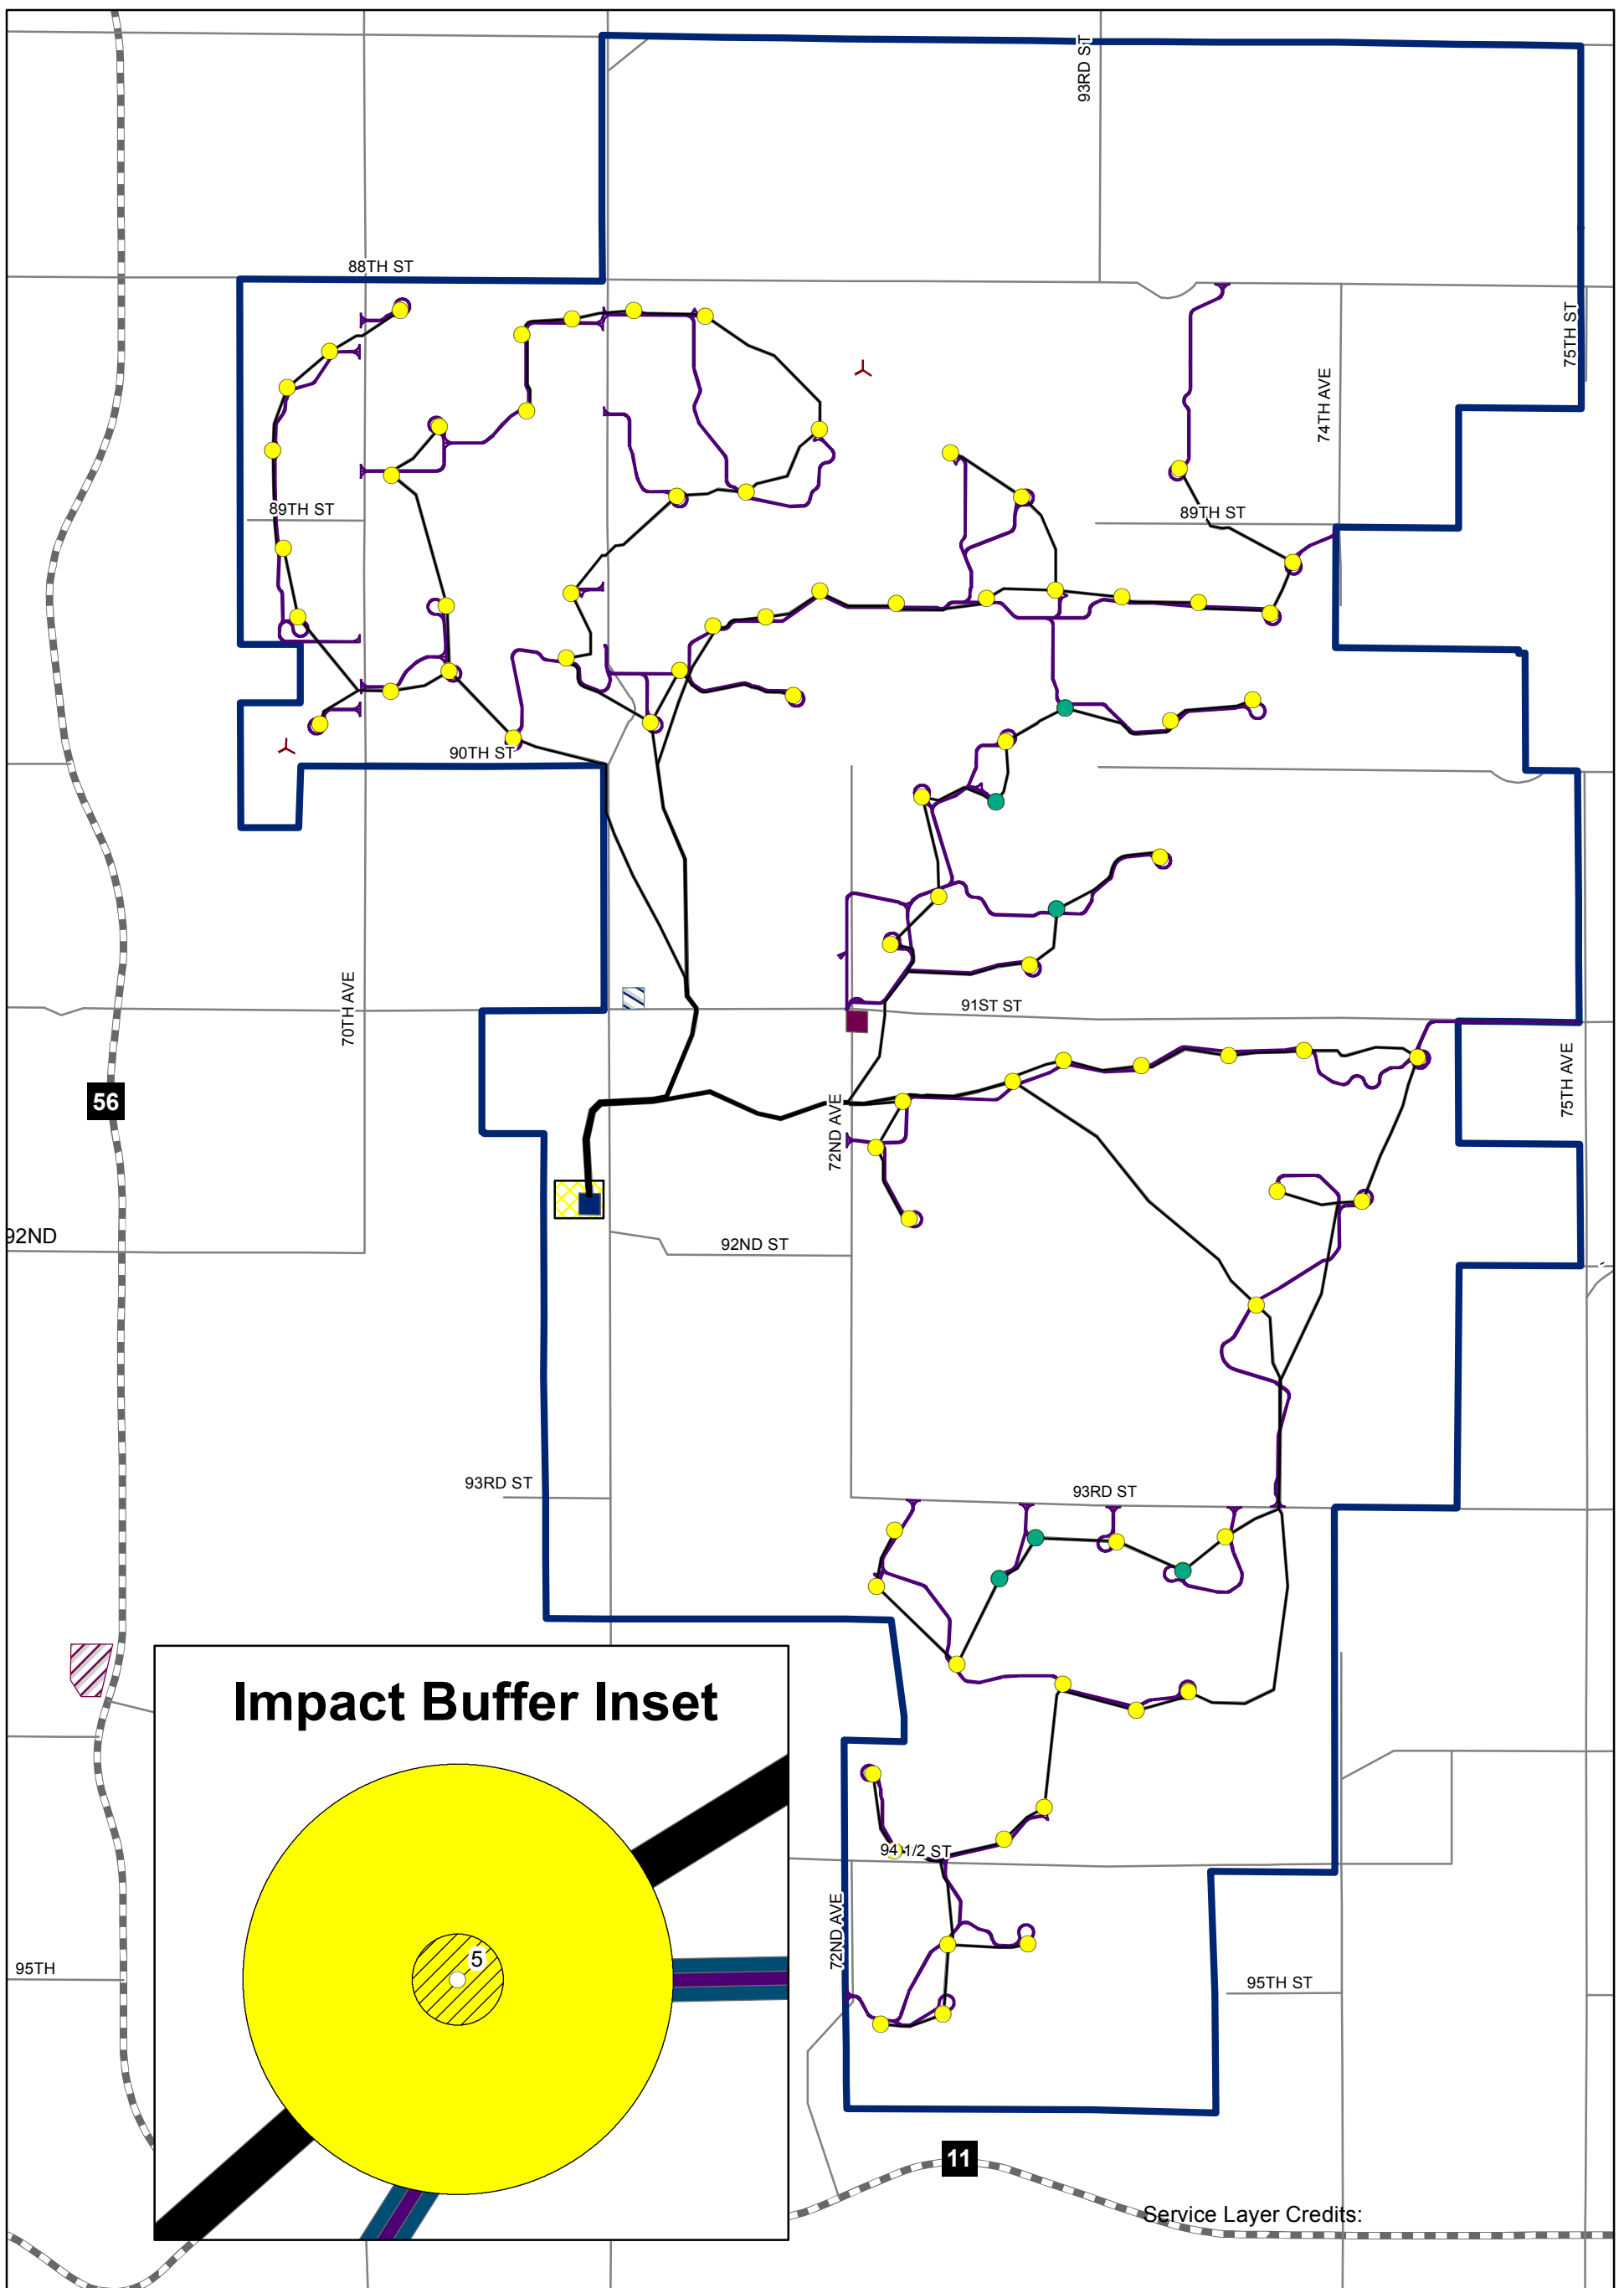 93RD ST
88TH ST
75TH ST
74TH AVE
89TH ST
89TH ST
90TH ST
70TH AVE
91ST ST
56
75TH AVE
72ND AVE
92ND
92ND ST
93RD ST
93RD ST
Impact Buffer Inset
94 1/2 ST
72ND AVE
5
95TH
95TH ST
11
Service Layer Credits: